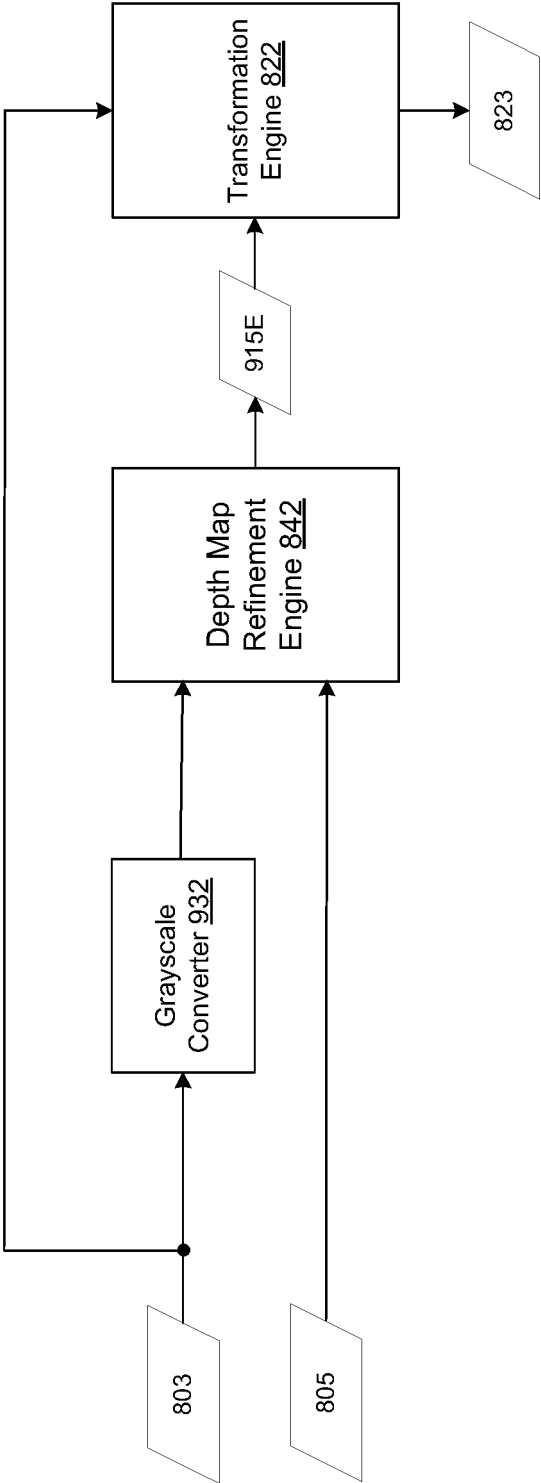 803
805
Grayscale
Converter 932
Depth Map
Refinement
Engine 842
915E
Transformation
Engine 822
823